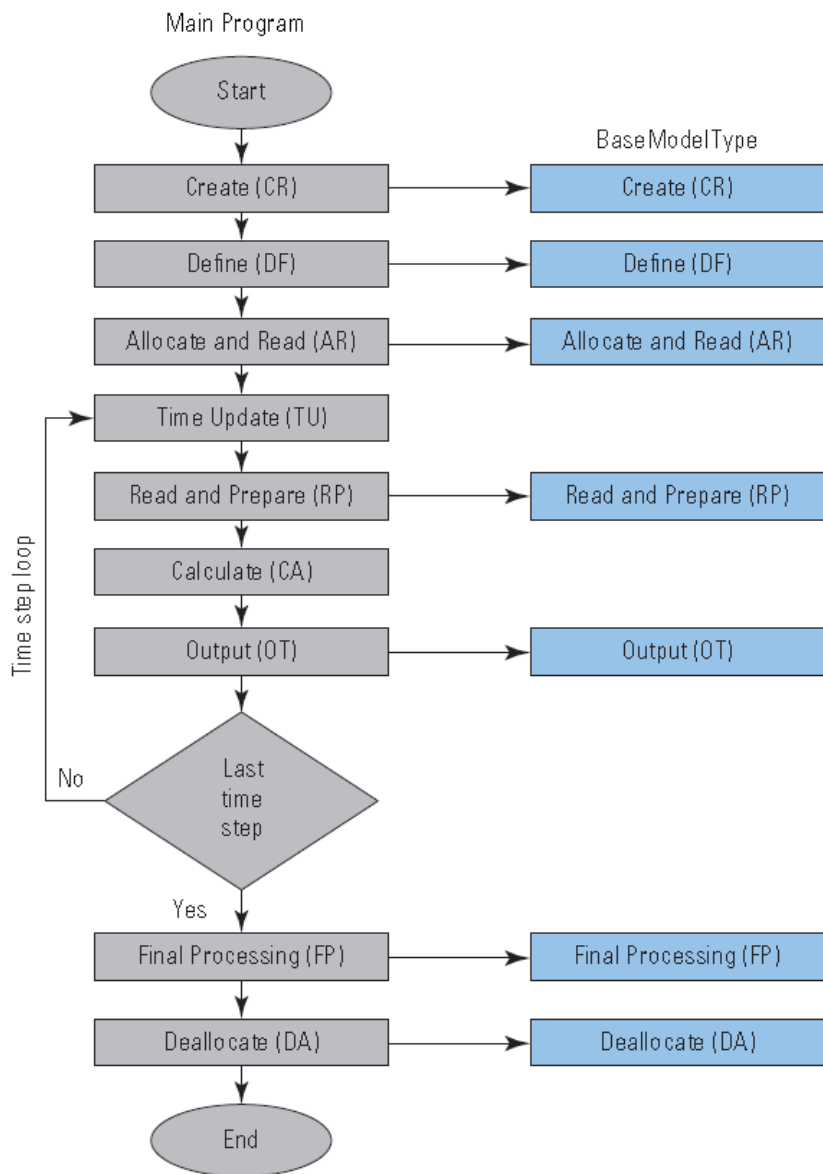 Main Program
Start
BaseModelType
Create (CR)
Create (CR)
Define (DF)
Define (DF)
Allocate and Read (AR)
Allocate and Read (AR)
Time Update (TU)
Read and Prepare (RP)
Read and Prepare (RP)
Calculate (CA)
Output (OT)
Output (OT)
Time step loop
Last
time
step
No
Yes
Final Processing (FP)
Final Processing (FP)
Deallocate (DA)
Deallocate (DA)
End